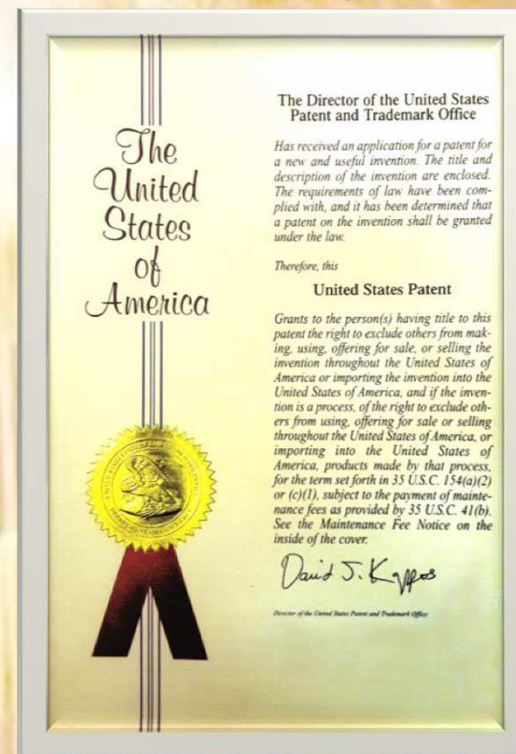 The
United
States
of
America
The Director of the United States
Patent and Trademark Office
Has received an application for a patent for
a new and useful invention. The title and
description of the invention are enclosed.
The requirements of law have been com-
plied with, and it has been determined that
a patent on the invention shall be granted
under the law.
Therefore, this
United States Patent
Grants to the person(s) having title to this
patent the right to exclude others from mak-
ing, using, offering for sale, or selling the
invention throughout the United States of
America or importing the invention into the
United States of America, and if the inven-
tion is a process, of the right to exclude oth-
ers from using, offering for sale or selling
throughout the United States of America, or
importing into the United States of
America, products made by that process,
for the term set forth in 35 U.S.C. 154(a)(2)
or (c)(1), subject to the payment of mainte-
nance fees as provided by 35 U.S.C. 41(b).
See the Maintenance Fee Notice on the
inside of the cover.
David J. Kappos
Director of the United States Patent and Trademark Office